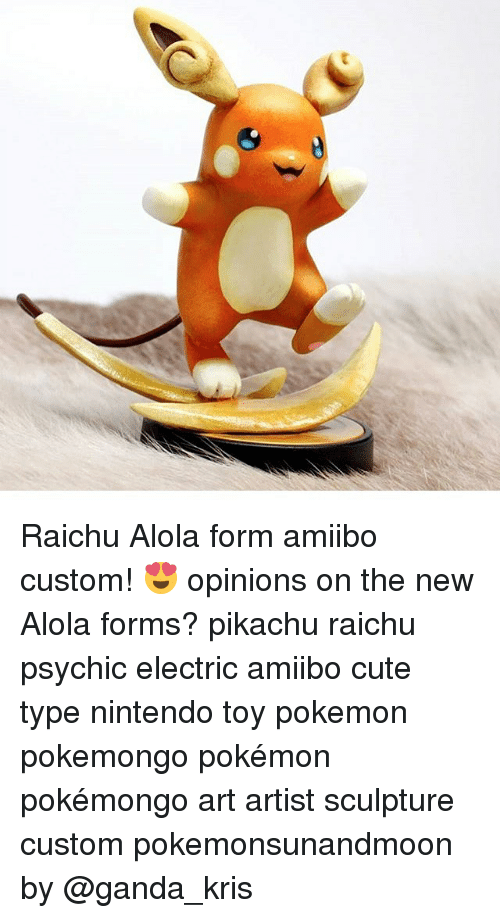 Raichu Alola form amiibo
custom! 😍 opinions on the new
Alola forms? pikachu raichu
psychic electric amiibo cute
type nintendo toy pokemon
pokemongo pokémon
pokémongo art artist sculpture
custom pokemonsunandmoon
by @ganda_kris